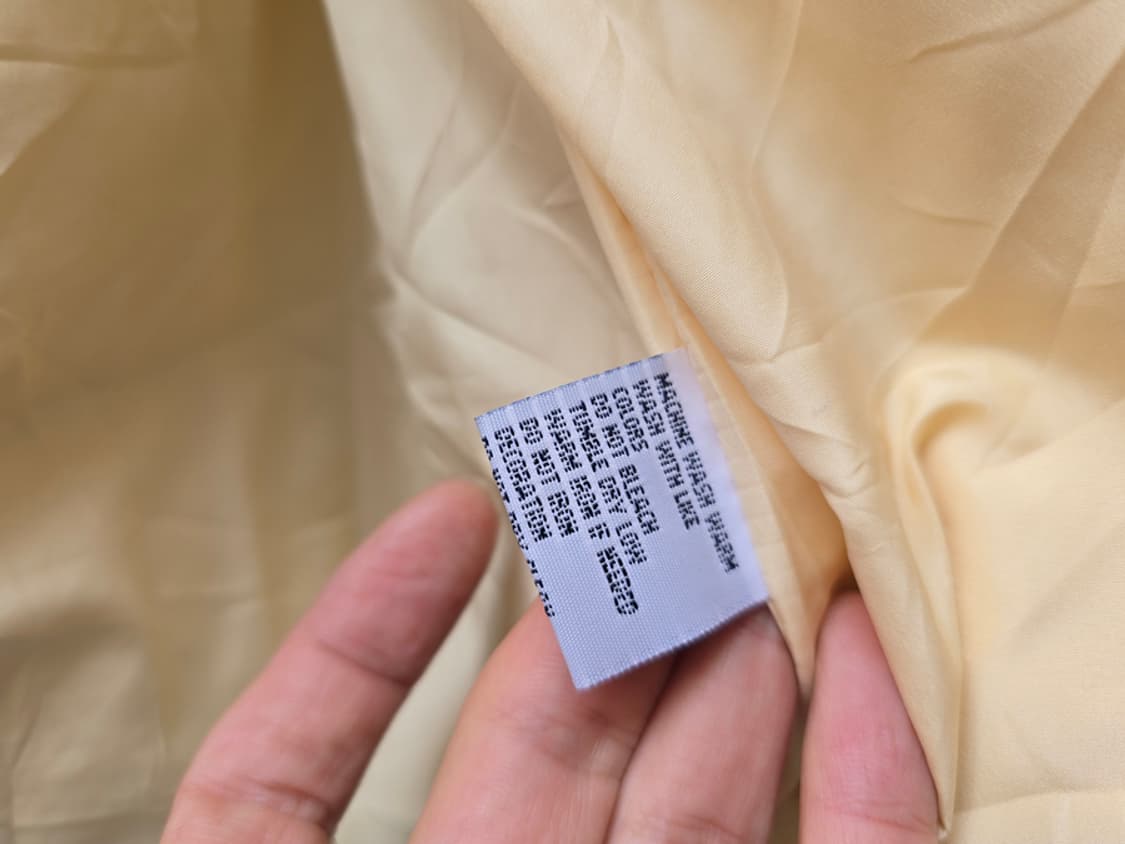 MACHINE WASH WARM
WASH WITH LIKE
COLORS
DO NOT BLEACH
TUMBLE DRY LOW
WARM IRON IF NEEDED
DO NOT IRON
DECORATION